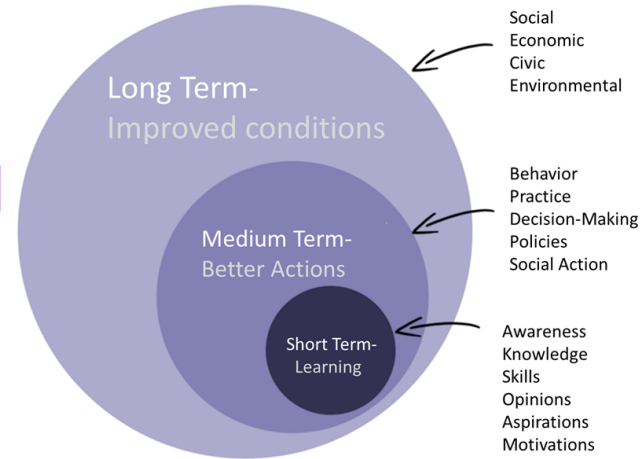 Social
Economic
Civic
Environmental
Long Term-
Improved conditions
Behavior
Practice
Decision-Making
Policies
Social Action
Medium Term-
Better Actions
Short Term-
Learning
Awareness
Knowledge
Skills
Opinions
Aspirations
Motivations